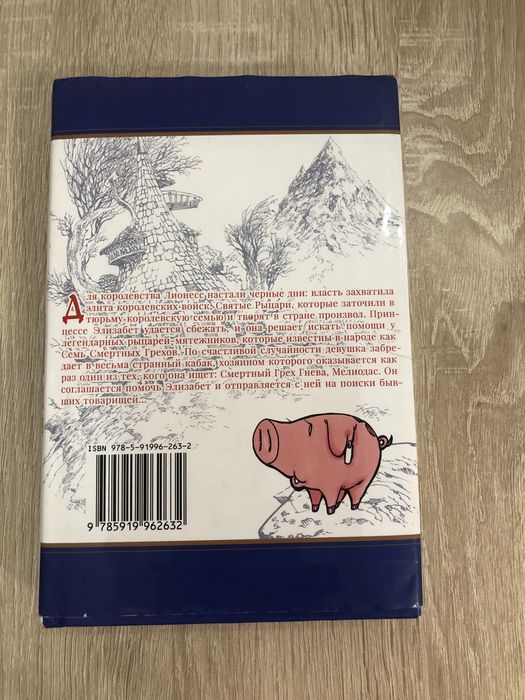 Для королевства Лионесс настали черные дни: власть захватила
элита королевских войск Святые Рыцари, которые заточили в
тюрьму королевскую семью и творят в стране произвол. Прин-
цессе Элизабет удается сбежать, и она решает искать помощи у
легендарных рыцарей-мятежников, которые известны в народе как
Семь Смертных Грехов. По счастливой случайности девушка забре-
дает в весьма странный кабак, хозяином которого оказывается как
раз один из тех, кого она ищет: Смертный Грех Гнева, Мелиодас. Он
соглашается помочь Элизабет и отправляется с ней на поиски быв-
ших товарищей...
ISBN 978-5-91996-263-2
9 785919 962632